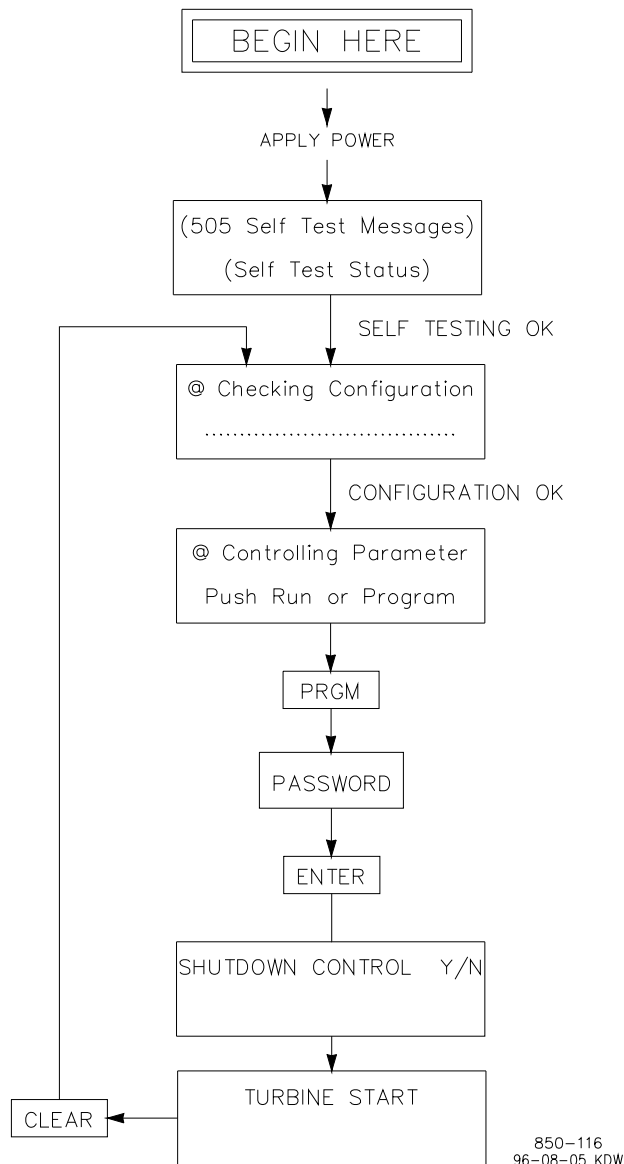 BEGIN HERE
APPLY POWER
(505 Self Test Messages)
(Self Test Status)
SELF TESTING OK
@ Checking Configuration
....................................
CONFIGURATION OK
@ Controlling Parameter
Push Run or Program
PRGM
PASSWORD
ENTER
SHUTDOWN CONTROL Y/N
TURBINE START
CLEAR
850-116
96-08-05 KDW